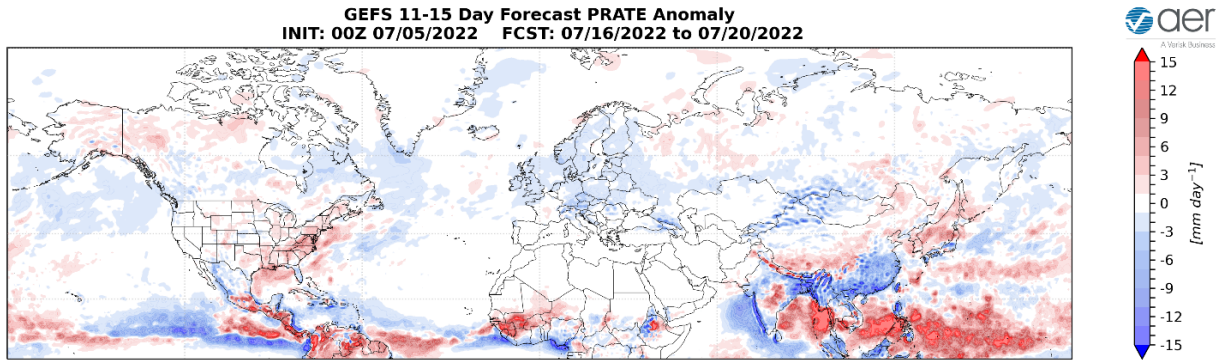 GEFS 11-15 Day Forecast PRATE Anomaly
INIT: 00Z 07/05/2022 FCST: 07/16/2022 to 07/20/2022
aer
A Verisk Business
15
12
9
6
3
0
-3
-6
-9
-12
-15
[mm day⁻¹]